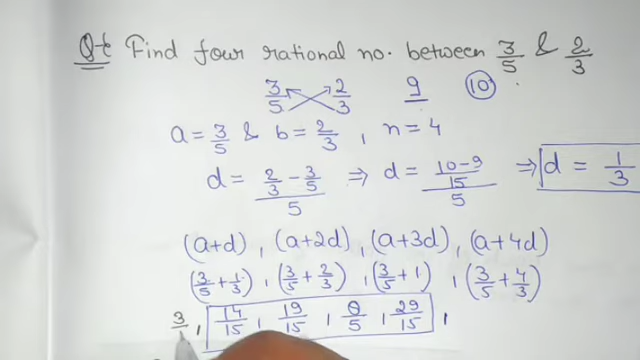 Qte Find four rational no. between 3/5 & 2/3
3/5 2/3 9 10
a = 3/5 & b = 2/3 , n = 4
d = (2/3 - 3/5)/5 ⇒ d = ((10-9)/15)/5 ⇒ d = 1/3
(a+d) , (a+2d) , (a+3d) , (a+4d)
(3/5 + 1/3) , (3/5 + 2/3) , (3/5 + 1) , (3/5 + 4/3)
3/ , 14/15 , 19/15 , 8/5 , 29/15 ,